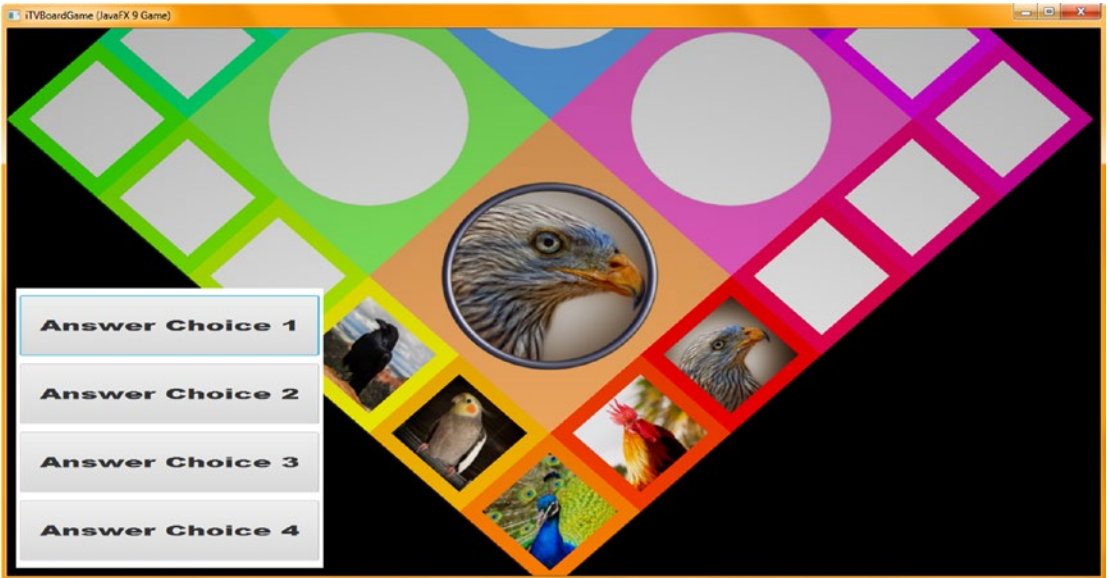 iTVBoardGame (JavaFX 9 Game)
Answer Choice 1
Answer Choice 2
Answer Choice 3
Answer Choice 4